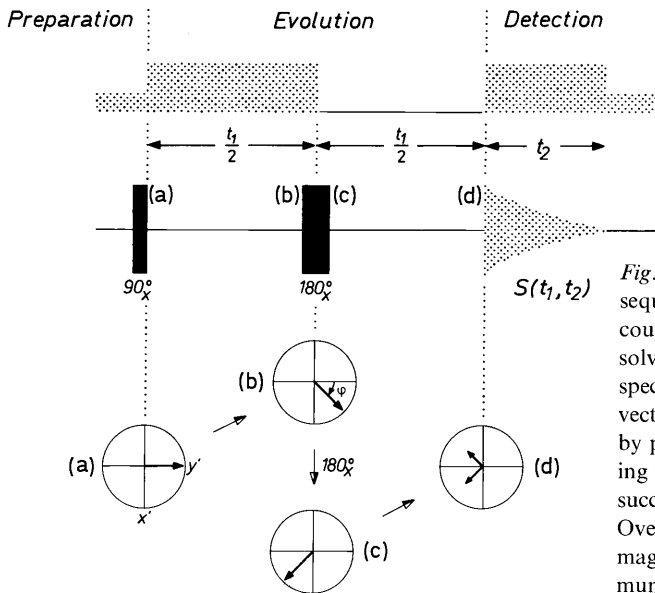 Preparation Evolution Detection
t₁/2 t₁/2 t₂
(a) (b) (c) (d)
90°x 180°x S(t₁, t₂)
(b) φ
(a) y' 180°x (d)
x'
(c)
Fig.
sequ
cou
solv
spec
vect
by p
ing
succ
Ove
mag
mun